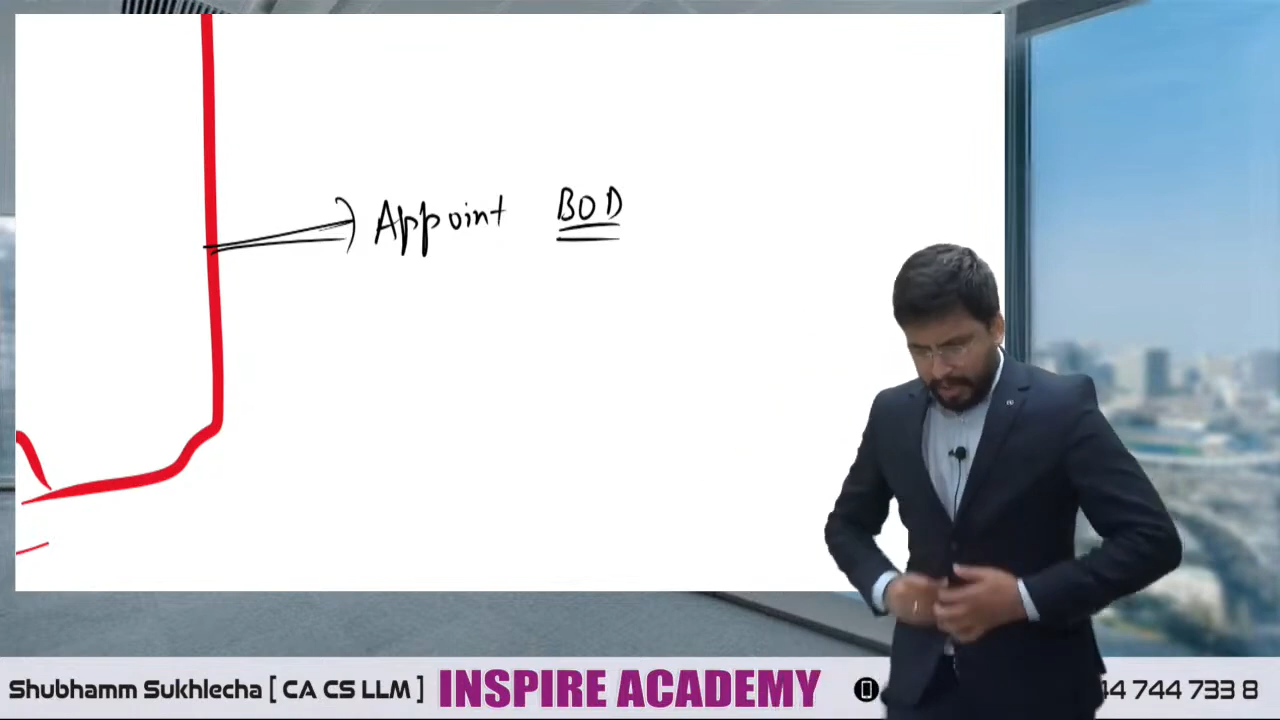 Appoint BOD
Shubhamm Sukhlecha [ CA CS LLM ] INSPIRE ACADEMY 44 744 733 8